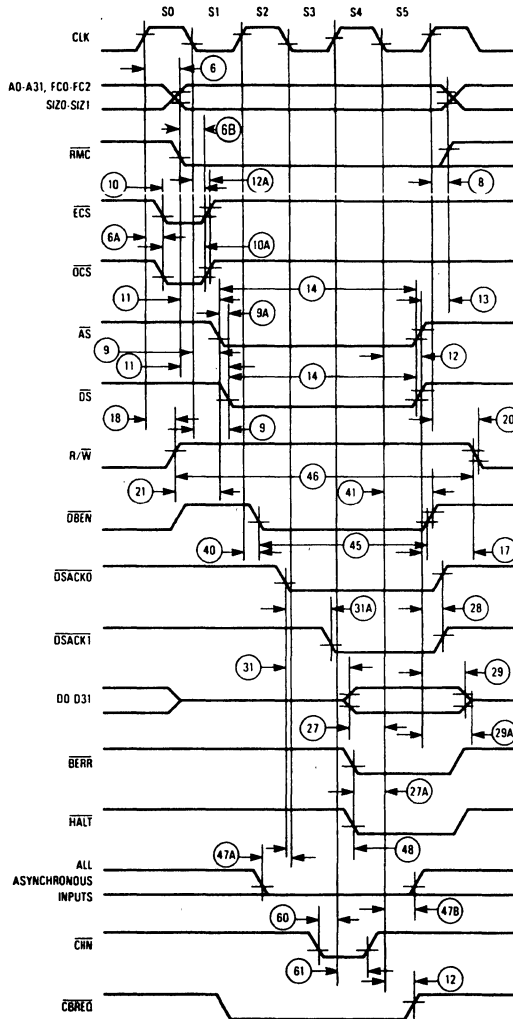 S0 S1 S2 S3 S4 S5
CLK
6
A0-A31, FC0-FC2
SIZ0-SIZ1
6B
RMC
10
12A
8
ECS
6A
10A
OCS
14
11
9A
13
AS
9
12
11
14
DS
18
9
20
R/W
46
21
41
DBEN
45
40
17
DSACK0
31A
28
DSACK1
31
29
D0 D31
27
29A
BERR
27A
HALT
48
ALL
47A
ASYNCHRONOUS
INPUTS
47B
60
CHN
61
12
CBREQ